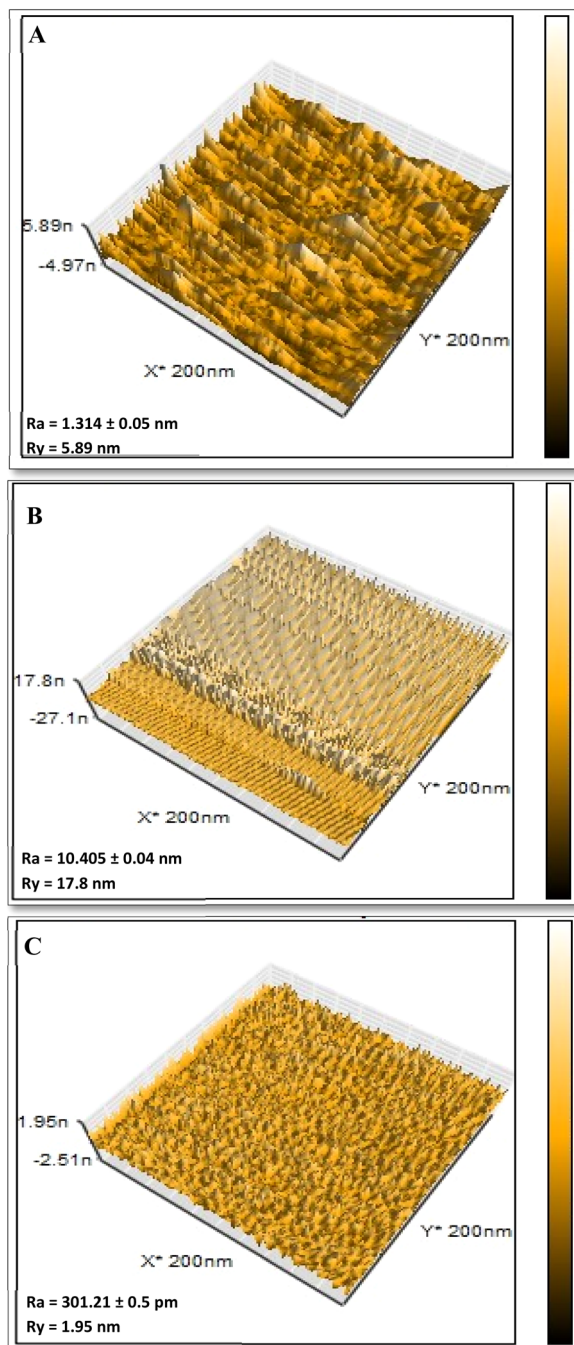 A
5.89n
-4.97n
X* 200nm
Y* 200nm
Ra = 1.314 ± 0.05 nm
Ry = 5.89 nm
B
17.8n
-27.1n
X* 200nm
Y* 200nm
Ra = 10.405 ± 0.04 nm
Ry = 17.8 nm
C
1.95n
-2.51n
X* 200nm
Y* 200nm
Ra = 301.21 ± 0.5 pm
Ry = 1.95 nm